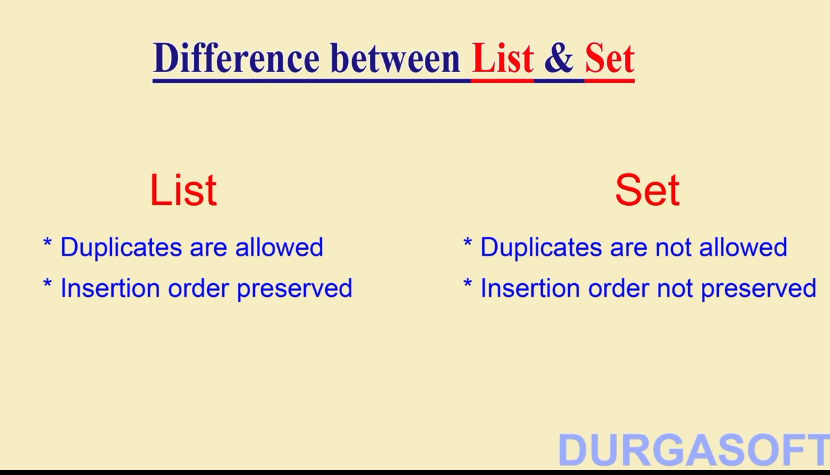 Difference between List & Set
List
* Duplicates are allowed
* Insertion order preserved
Set
* Duplicates are not allowed
* Insertion order not preserved
DURGASOFT